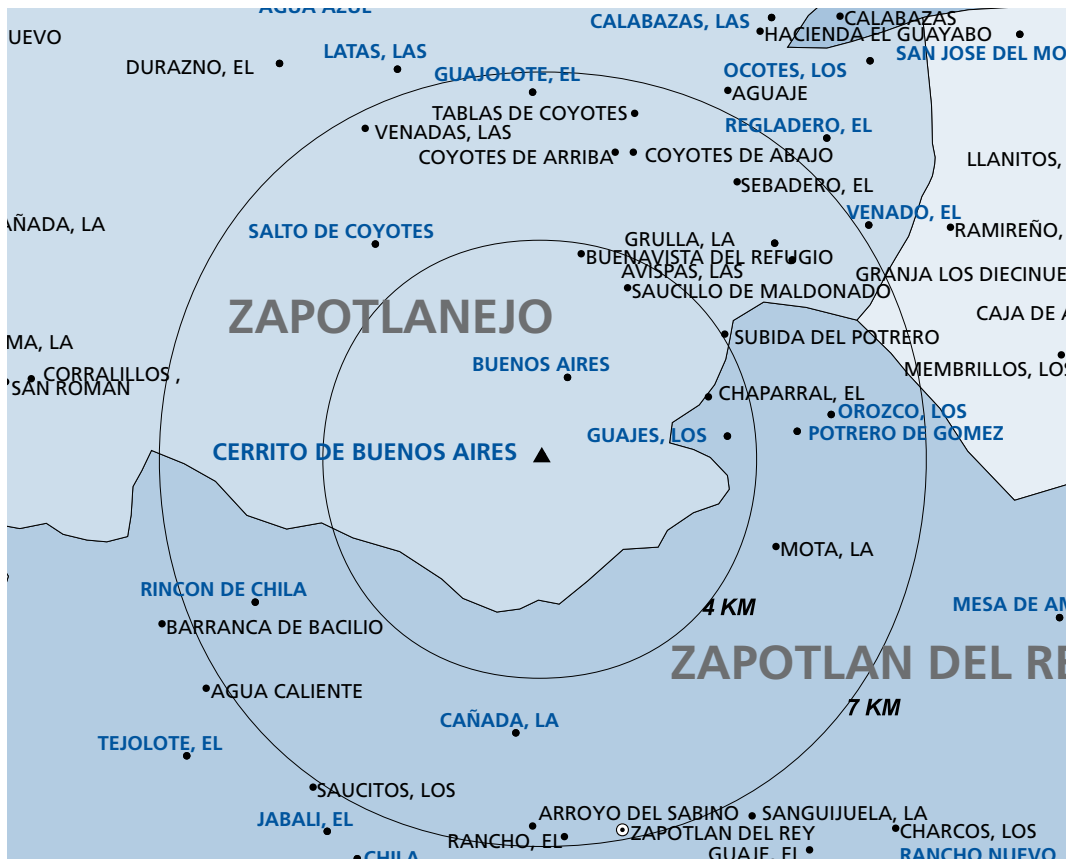 AGUA AZUL
CALABAZAS, LAS
CALABAZAS
HACIENDA EL GUAYABO
UEVO
LATAS, LAS
SAN JOSE DEL MO
DURAZNO, EL
GUAJOLOTE, EL
OCOTES, LOS
AGUAJE
TABLAS DE COYOTES
VENADAS, LAS
REGLADERO, EL
COYOTES DE ARRIBA
COYOTES DE ABAJO
LLANITOS,
SEBADERO, EL
AÑADA, LA
VENADO, EL
SALTO DE COYOTES
RAMIREÑO,
GRULLA, LA
BUENAVISTA DEL REFUGIO
AVISPAS, LAS
GRANJA LOS DIECINUE
SAUCILLO DE MALDONADO
ZAPOTLANEJO
CAJA DE A
SUBIDA DEL POTRERO
MA, LA
BUENOS AIRES
MEMBRILLOS, LOS
CORRALILLOS ,
SAN ROMAN
CHAPARRAL, EL
OROZCO, LOS
GUAJES, LOS
POTRERO DE GOMEZ
CERRITO DE BUENOS AIRES
MOTA, LA
RINCON DE CHILA
4 KM
MESA DE AM
BARRANCA DE BACILIO
ZAPOTLAN DEL RE
AGUA CALIENTE
7 KM
CAÑADA, LA
TEJOLOTE, EL
SAUCITOS, LOS
ARROYO DEL SABINO
SANGUIJUELA, LA
JABALI, EL
ZAPOTLAN DEL REY
CHARCOS, LOS
RANCHO, EL
GUAJE, EL
RANCHO NUEVO
CHILA